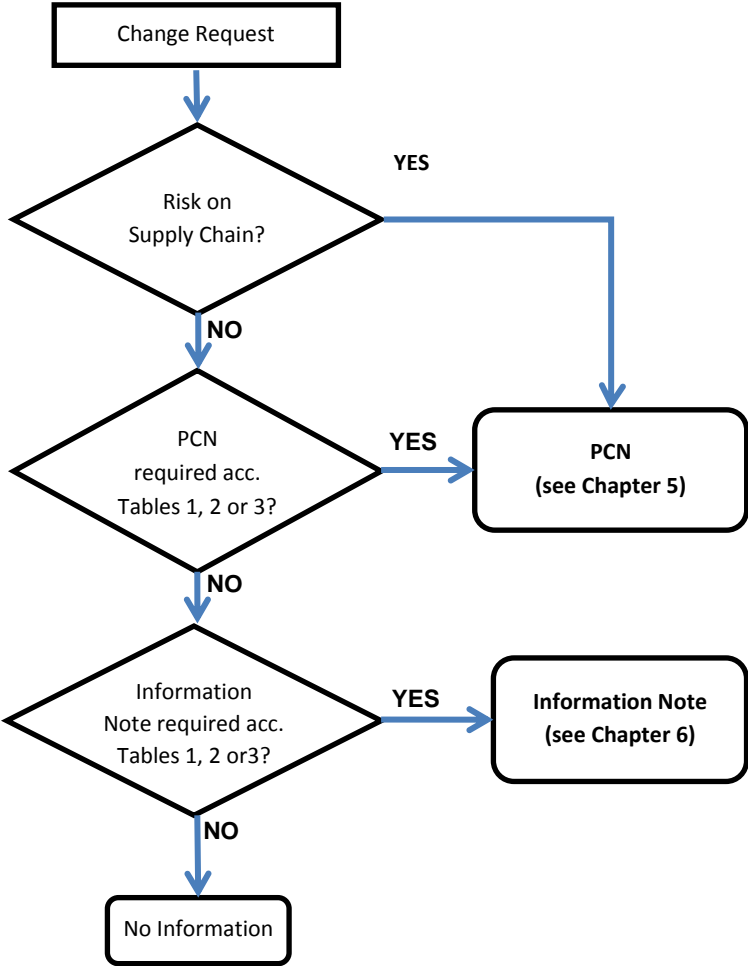 Change Request
YES
Risk on
Supply Chain?
NO
PCN
required acc.
Tables 1, 2 or 3?
YES
PCN
(see Chapter 5)
NO
Information
Note required acc.
Tables 1, 2 or3?
YES
Information Note
(see Chapter 6)
NO
No Information